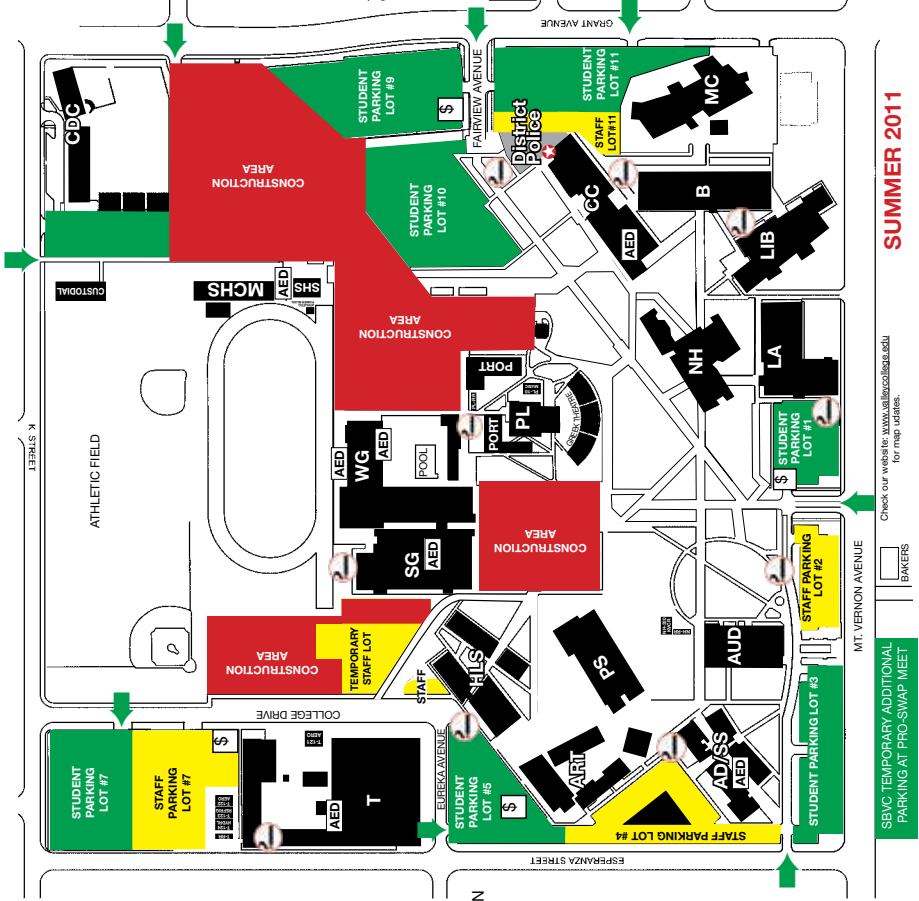 GRANT AVENUE
FAIRVIEW AVENUE
STUDENT
PARKING
LOT #9
$
STUDENT
PARKING
LOT #11
STAFF
LOT#11
MC
CDC
CONSTRUCTION
AREA
District
Police
STUDENT
PARKING
LOT #10
CC
AED
B
LIB
CUSTODIAL
MCHS
AED
SHS
CONSTRUCTION
AREA
K STREET
ATHLETIC FIELD
PORT
PORT
PL
GREEK THEATRE
NH
LA
AED
WG
AED
POOL
STUDENT
PARKING
LOT #1
$
SG
AED
CONSTRUCTION
AREA
STAFF PARKING
LOT #2
MT. VERNON AVENUE
CONSTRUCTION
AREA
TEMPORARY
STAFF LOT
STAFF
HLS
PS
AUD
COLLEGE DRIVE
EUREKA AVENUE
STUDENT
PARKING
LOT #7
STAFF
PARKING
LOT #7
$
T-121
AERO
T
AED
STUDENT
PARKING
LOT #5
$
ART
AD/SS
AED
STAFF PARKING LOT #4
STUDENT PARKING LOT #3
ESPERANZA STREET
N
SUMMER 2011
Check our website: www.valleycollege.edu
for map udates.
BAKERS
SBVC TEMPORARY ADDITIONAL
PARKING AT PRO-SWAP MEET